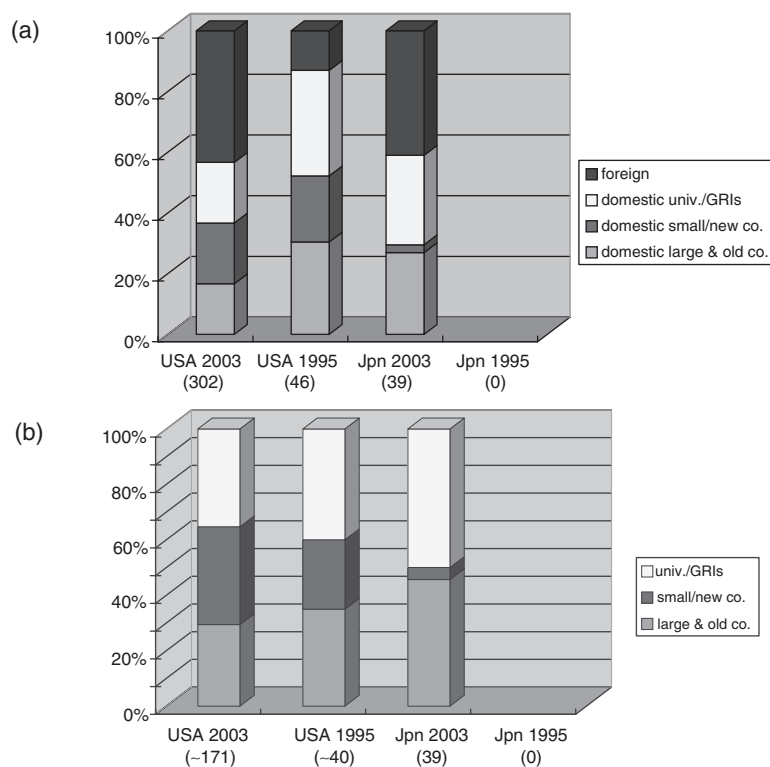 (a)
100%
80%
60%
40%
20%
0%
USA 2003 USA 1995 Jpn 2003 Jpn 1995
(302) (46) (39) (0)
foreign
domestic univ./GRIs
domestic small/new co.
domestic large & old co.
(b)
100%
80%
60%
40%
20%
0%
USA 2003 USA 1995 Jpn 2003 Jpn 1995
(~171) (~40) (39) (0)
univ./GRIs
small/new co.
large & old co.